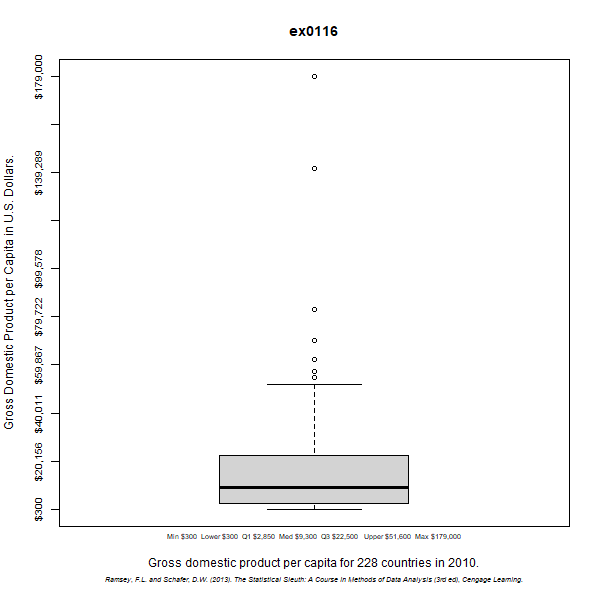 ex0116
Gross Domestic Product per Capita in U.S. Dollars.
$179,000
$139,289
$99,578
$79,722
$59,867
$40,011
$20,156
$300
Min $300 Lower $300 Q1 $2,850 Med $9,300 Q3 $22,500 Upper $51,600 Max $179,000
Gross domestic product per capita for 228 countries in 2010.
Ramsey, F.L. and Schafer, D.W. (2013). The Statistical Sleuth: A Course in Methods of Data Analysis (3rd ed), Cengage Learning.